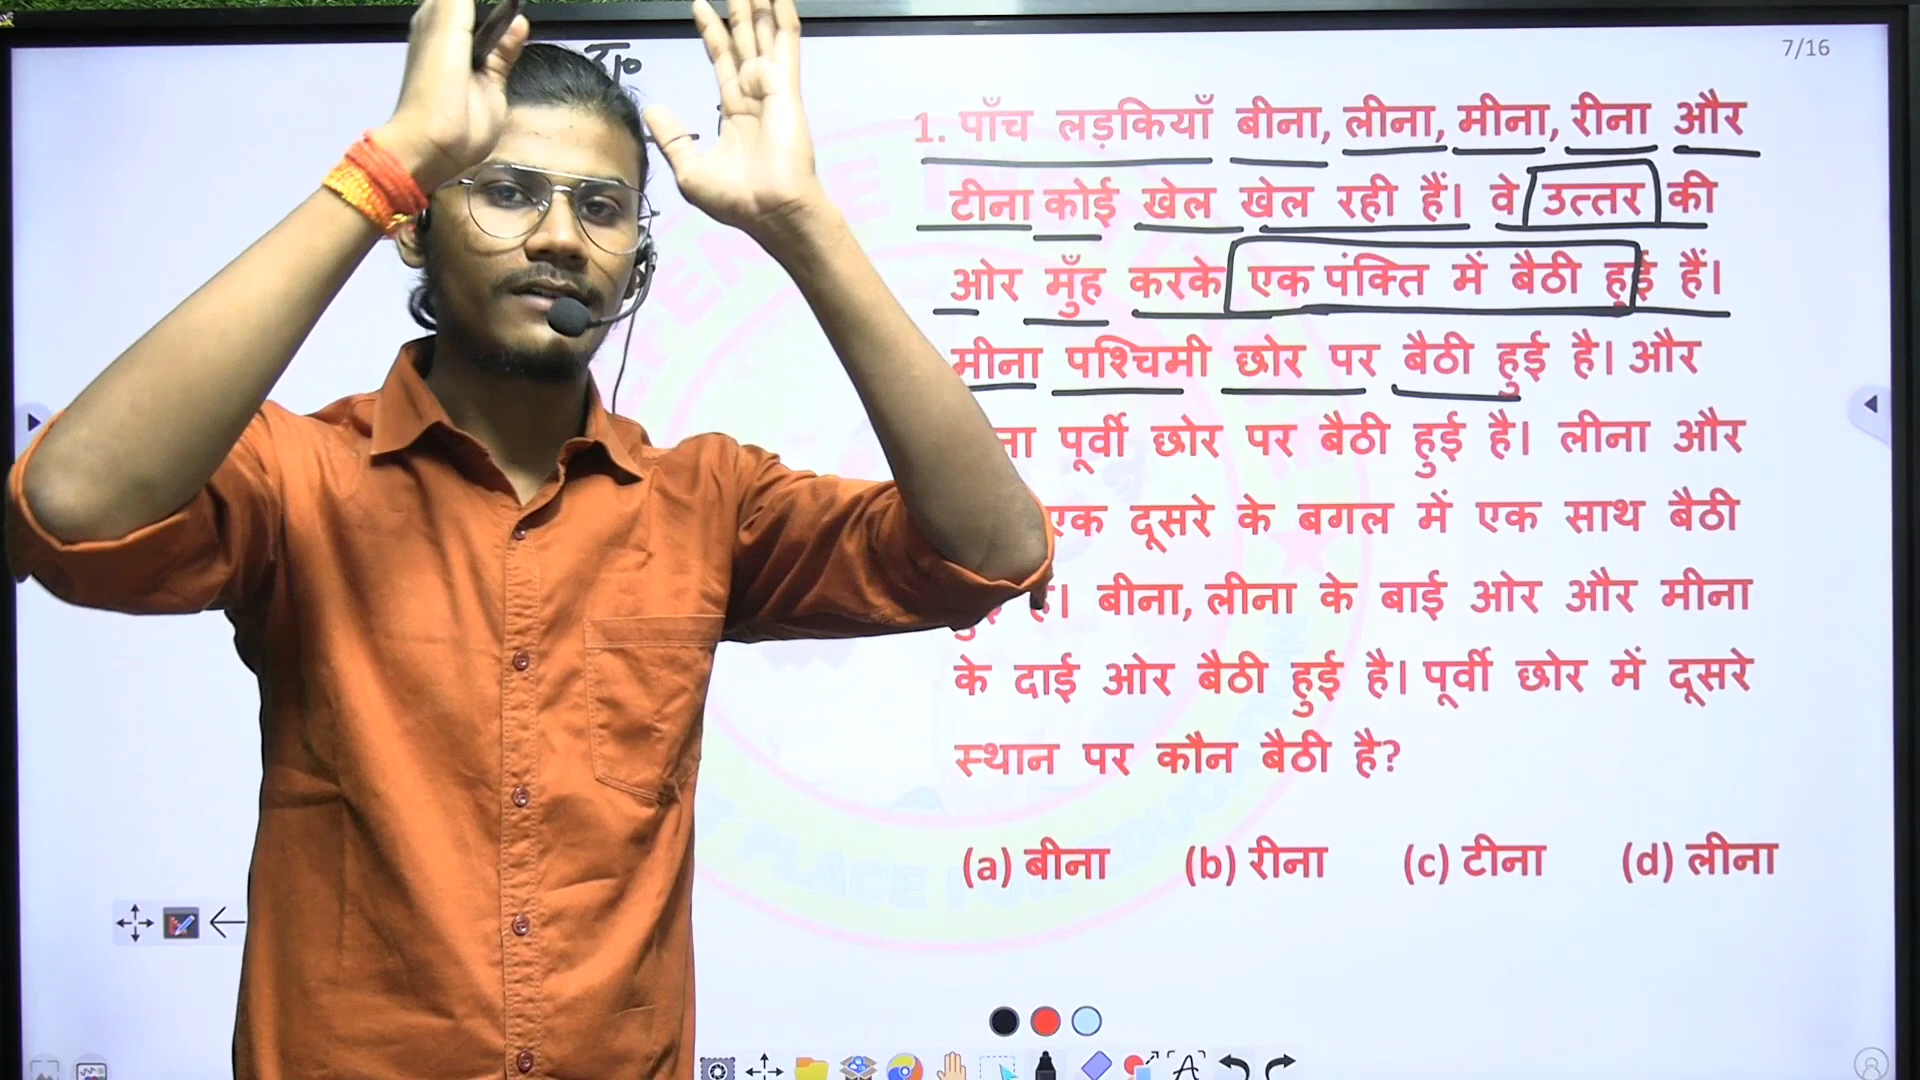 7/16
उ०
1. पाँच लड़कियाँ बीना, लीना, मीना, रीना और
टीना कोई खेल खेल रही हैं। वे उत्तर की
ओर मुँह करके एक पंक्ति में बैठी हुई हैं।
मीना पश्चिमी छोर पर बैठी हुई है। और
पूर्वी छोर पर बैठी हुई है। लीना और
एक दूसरे के बगल में एक साथ बैठी
है। बीना, लीना के बाई ओर और मीना
के दाई ओर बैठी हुई है। पूर्वी छोर में दूसरे
स्थान पर कौन बैठी है?
(a) बीना (b) रीना (c) टीना (d) लीना